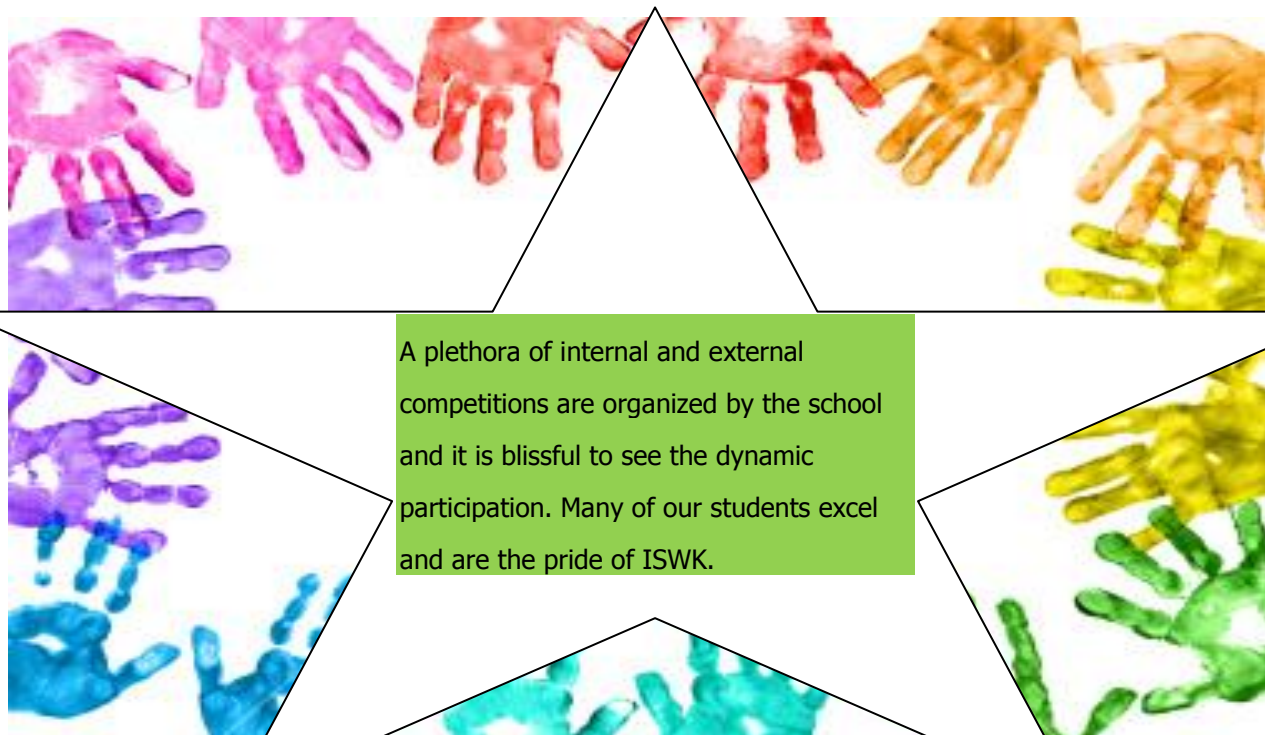 A plethora of internal and external
competitions are organized by the school
and it is blissful to see the dynamic
participation. Many of our students excel
and are the pride of ISWK.